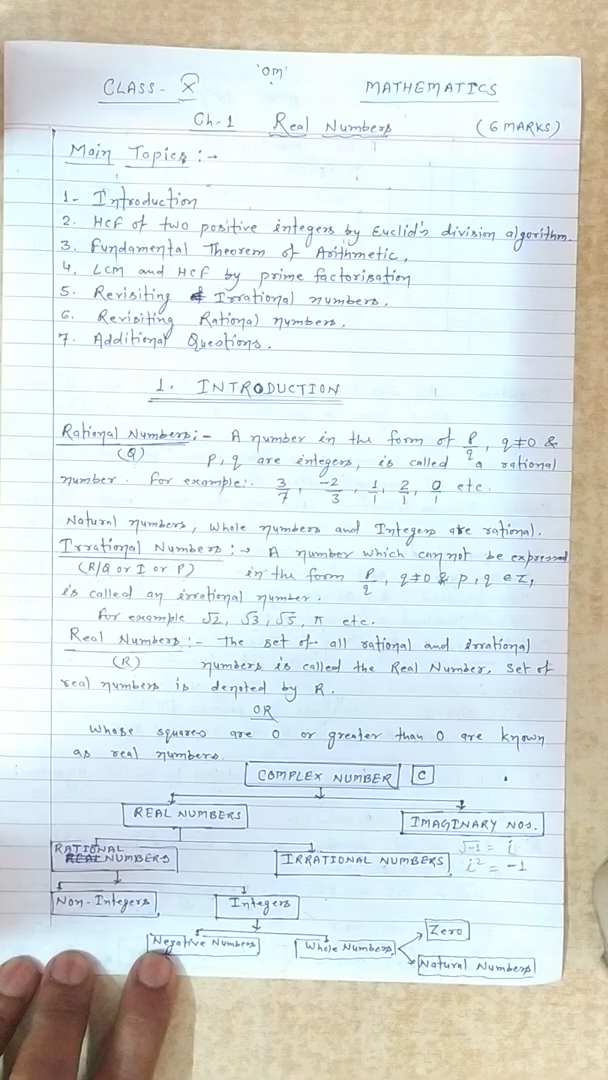 'OM'
CLASS - X MATHEMATICS
Ch-1 Real Numbers (6 MARKS)
Main Topics :→
1- Introduction
2. HCF of two positive integers by Euclid's division algorithm.
3. Fundamental Theorem of Arithmetic,
4, LCM and HCF by prime factorisation
5. Revisiting Irrational numbers,
6. Revisiting Rational numbers,
7. Additional Questions.
1. INTRODUCTION
Rational Numbers:- A number in the form of p/q, q≠0 &
(Q) p, q are integers, is called a rational
number. For example:- 3/7, -2/3, 1/1, 2/1, 0/1 etc.
Natural numbers, whole numbers and Integers are rational.
Irrational Numbers :→ A number which can not be expressed
(R/Q or I or P) in the form p/q, q≠0 & p, q ∈ Z,
is called an irrational number.
For example √2, √3, √5, π etc.
Real Numbers :- The set of all rational and irrational
(R) numbers is called the Real Number, Set of
real numbers is denoted by R.
OR
Whose squares are 0 or greater than 0 are known
as real numbers.
COMPLEX NUMBER C
REAL NUMBERS IMAGINARY NOS.
RATIONAL NUMBERS IRRATIONAL NUMBERS √-1 = i
i² = -1
Non-Integers Integers
Negative Numbers Whole Numbers Zero
Natural Numbers